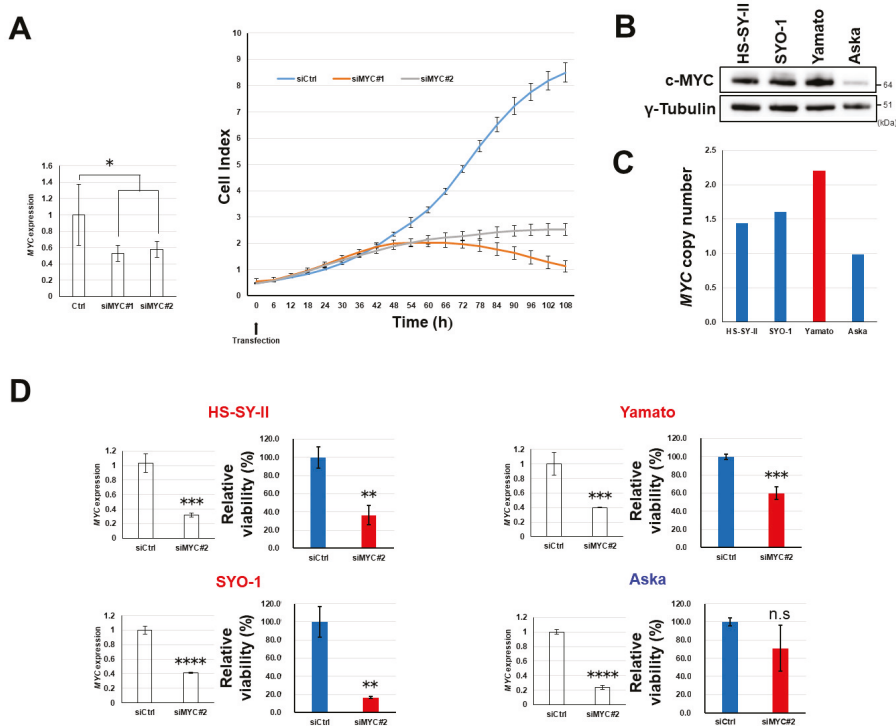 A
MYC expression
1.6
1.4
1.2
1
0.8
0.6
0.4
0.2
0
*
Ctrl siMYC#1 siMYC#2
Cell Index
10
9
8
7
6
5
4
3
2
1
0
siCtrl siMYC#1 siMYC#2
0 6 12 18 24 30 36 42 48 54 60 66 72 78 84 90 96 102 108
Time (h)
Transfection
B
HS-SY-II SYO-1 Yamato Aska
c-MYC
64
γ-Tubulin
51
(kDa)
C
MYC copy number
2.5
2.0
1.5
1.0
0.5
0.0
HS-SY-II SYO-1 Yamato Aska
D
HS-SY-II
MYC expression
1.2
1
0.8
0.6
0.4
0.2
0
***
siCtrl siMYC#2
Relative
viability (%)
120.0
100.0
80.0
60.0
40.0
20.0
0.0
**
siCtrl siMYC#2
Yamato
MYC expression
1.2
1
0.8
0.6
0.4
0.2
0
***
siCtrl siMYC#2
Relative
viability (%)
120.0
100.0
80.0
60.0
40.0
20.0
0.0
***
siCtrl siMYC#2
SYO-1
MYC expression
1.2
1
0.8
0.6
0.4
0.2
0
****
siCtrl siMYC#2
Relative
viability (%)
120.0
100.0
80.0
60.0
40.0
20.0
0.0
**
siCtrl siMYC#2
Aska
MYC expression
1.2
1
0.8
0.6
0.4
0.2
0
****
siCtrl siMYC#2
Relative
viability (%)
120.0
100.0
80.0
60.0
40.0
20.0
0.0
n.s
siCtrl siMYC#2